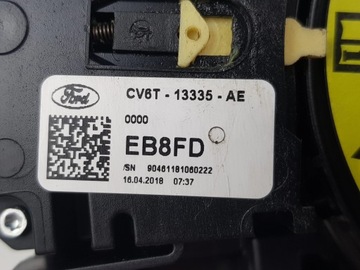 Ford
CV6T - 13335 - AE
0000
EB8FD
/SN 90461181060222
16.04.2018 07:37